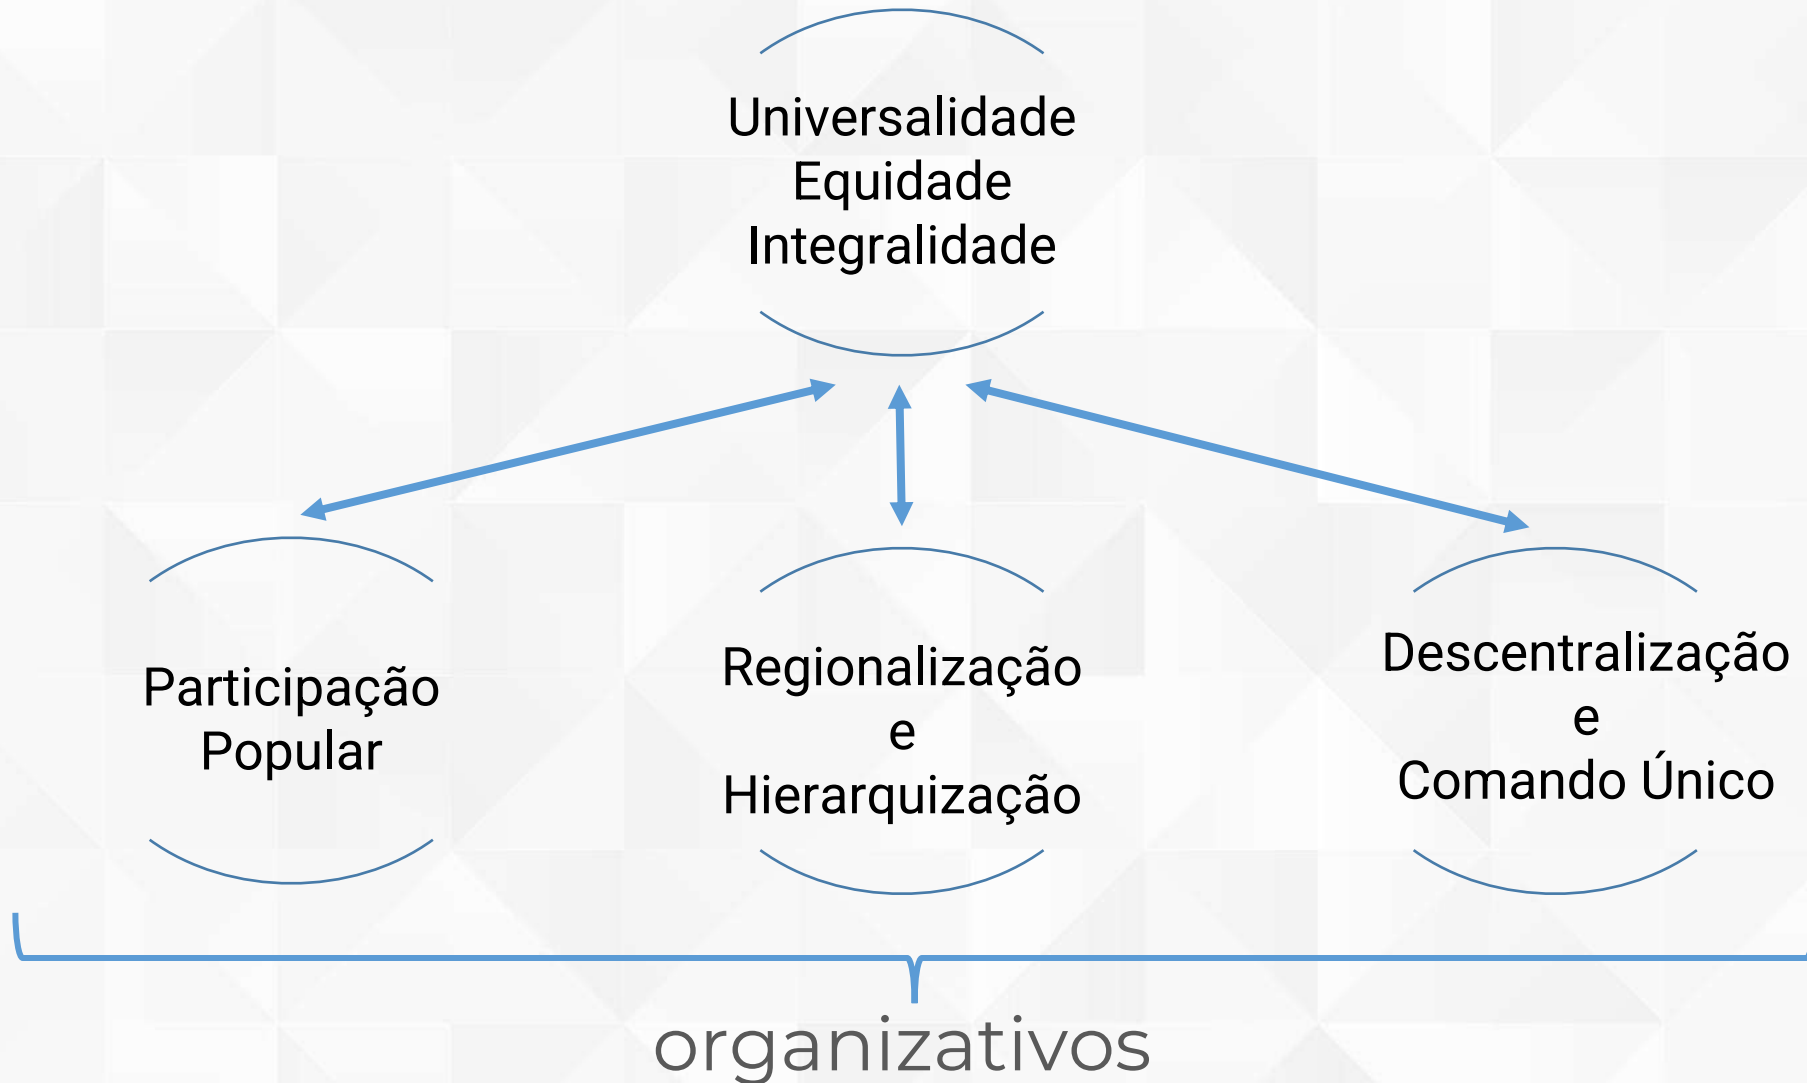 Universalidade
Equidade
Integralidade
Participação
Popular
Regionalização
e
Hierarquização
Descentralização
e
Comando Único
organizativos